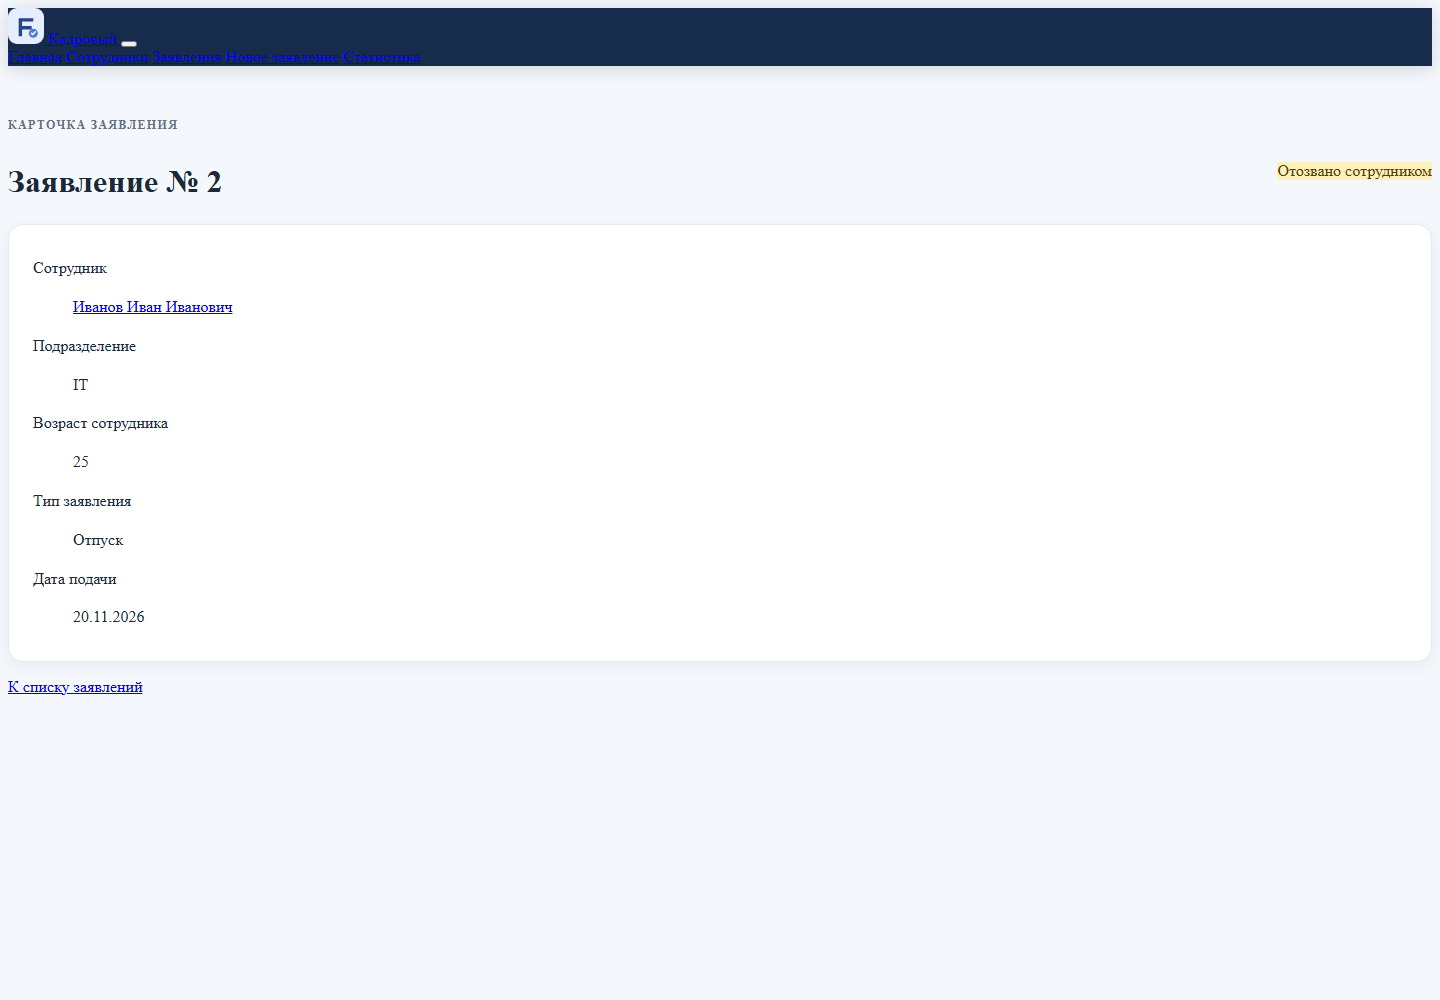 F
Кадровый
Главная Сотрудники Заявления Новое заявление Статистика
КАРТОЧКА ЗАЯВЛЕНИЯ
Заявление № 2
Отозвано сотрудником
Сотрудник
Иванов Иван Иванович
Подразделение
IT
Возраст сотрудника
25
Тип заявления
Отпуск
Дата подачи
20.11.2026
К списку заявлений